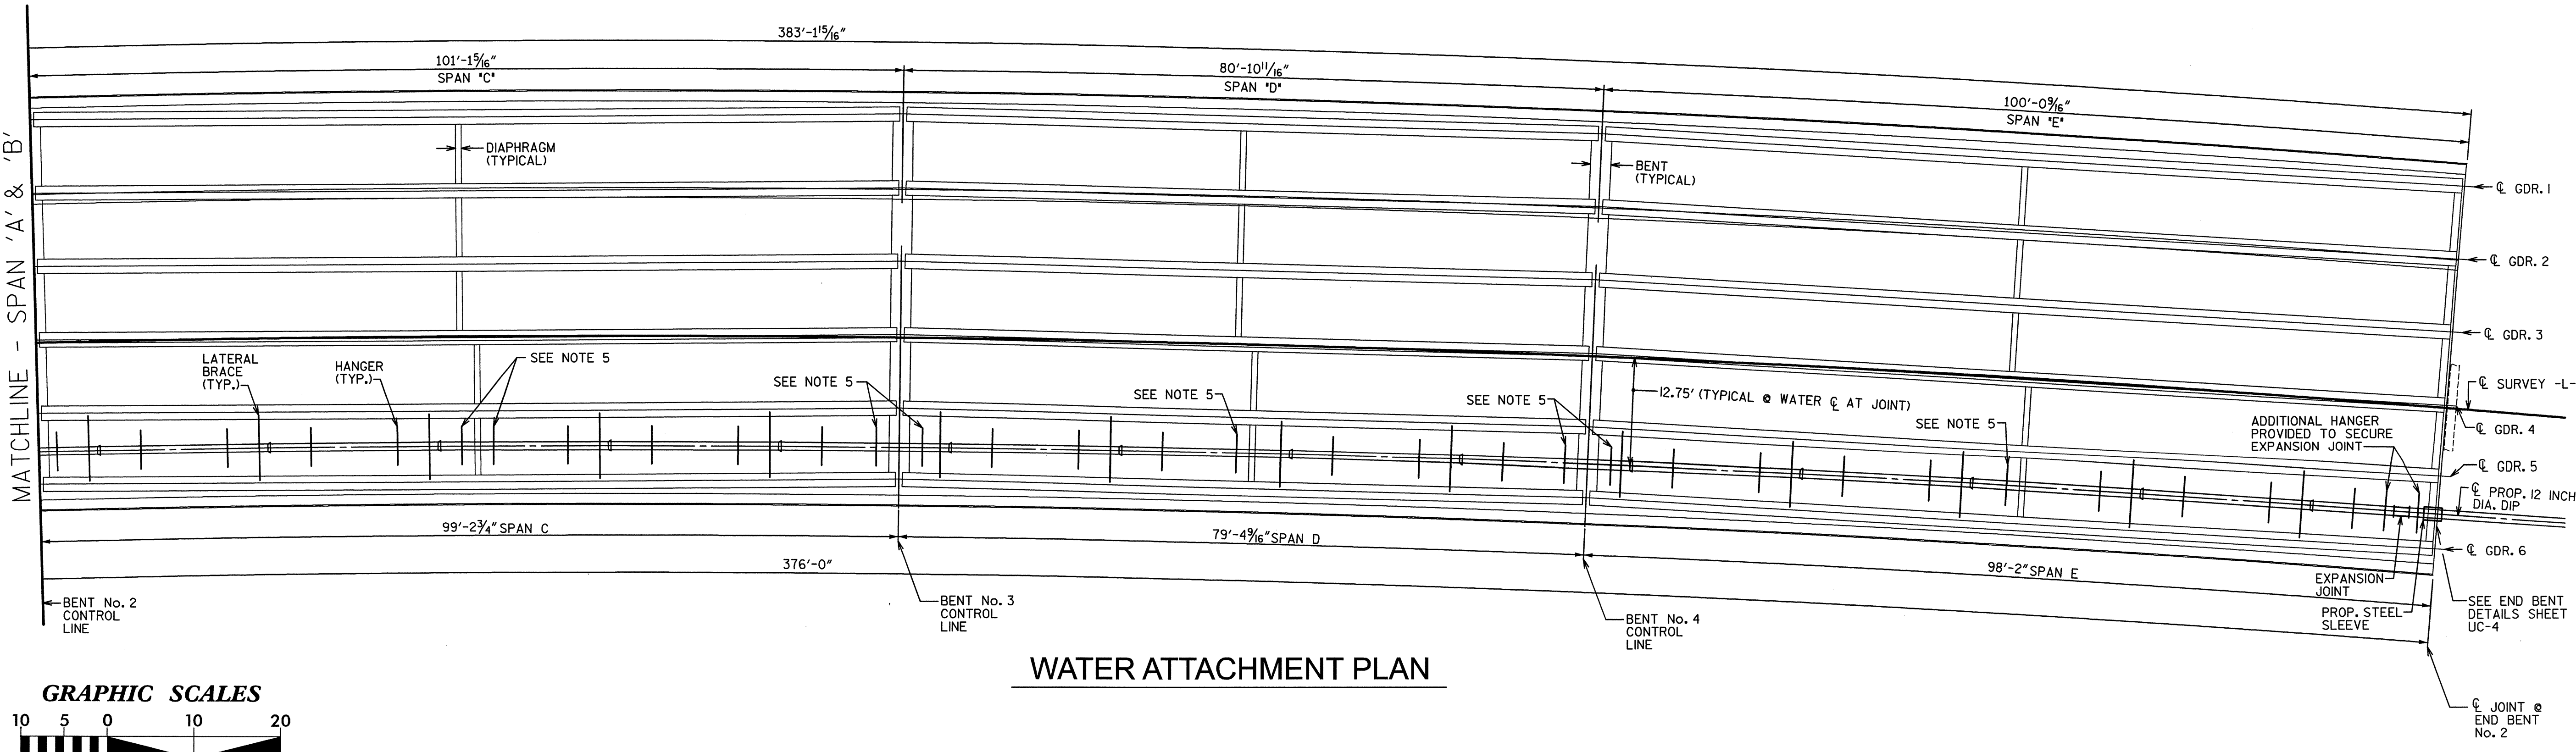 383'-1 15/16"
101'-1 5/16"
SPAN "C"
80'-10 11/16"
SPAN "D"
100'-0 9/16"
SPAN "E"
MATCHLINE - SPAN 'A' & 'B'
DIAPHRAGM
(TYPICAL)
BENT
(TYPICAL)
℄ GDR. 1
℄ GDR. 2
℄ GDR. 3
LATERAL
BRACE
(TYP.)
HANGER
(TYP.)
SEE NOTE 5
SEE NOTE 5
SEE NOTE 5
SEE NOTE 5
12.75' (TYPICAL @ WATER ℄ AT JOINT)
SEE NOTE 5
ADDITIONAL HANGER
PROVIDED TO SECURE
EXPANSION JOINT
℄ SURVEY -L-
℄ GDR. 4
℄ GDR. 5
℄ PROP. 12 INCH
DIA. DIP
℄ GDR. 6
99'-2 3/4" SPAN C
79'-4 9/16" SPAN D
98'-2" SPAN E
376'-0"
BENT No. 2
CONTROL
LINE
BENT No. 3
CONTROL
LINE
BENT No. 4
CONTROL
LINE
EXPANSION
JOINT
PROP. STEEL
SLEEVE
SEE END BENT
DETAILS SHEET
UC-4
℄ JOINT @
END BENT
No. 2
WATER ATTACHMENT PLAN
GRAPHIC SCALES
10 5 0 10 20